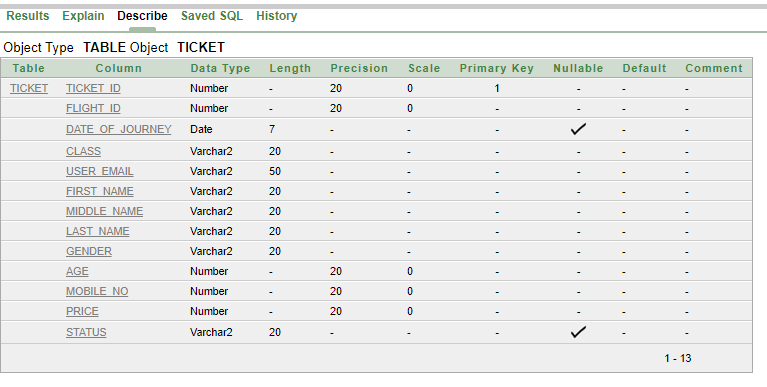 Results Explain Describe Saved SQL History
Object Type TABLE Object TICKET
Table Column Data Type Length Precision Scale Primary Key Nullable Default Comment
TICKET TICKET_ID Number - 20 0 1 - - -
FLIGHT_ID Number - 20 0 - - - -
DATE_OF_JOURNEY Date 7 - - - ✓ - -
CLASS Varchar2 20 - - - - - -
USER_EMAIL Varchar2 50 - - - - - -
FIRST_NAME Varchar2 20 - - - - - -
MIDDLE_NAME Varchar2 20 - - - - - -
LAST_NAME Varchar2 20 - - - - - -
GENDER Varchar2 20 - - - - - -
AGE Number - 20 0 - - - -
MOBILE_NO Number - 20 0 - - - -
PRICE Number - 20 0 - - - -
STATUS Varchar2 20 - - - ✓ - -
1 - 13